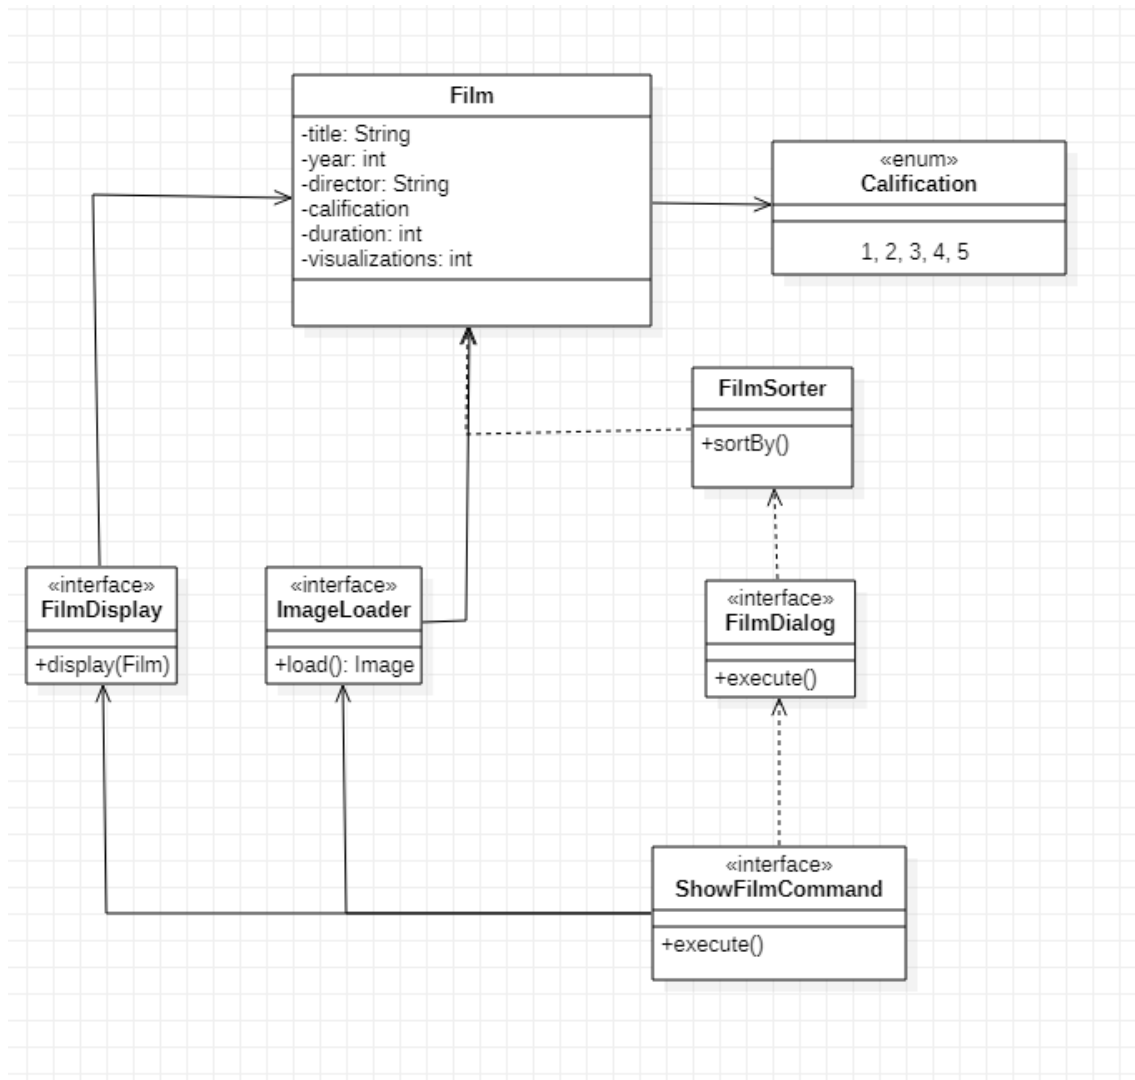 Film
-title: String
-year: int
-director: String
-calification
-duration: int
-visualizations: int
«enum»
Calification
1, 2, 3, 4, 5
FilmSorter
+sortBy()
«interface»
FilmDisplay
+display(Film)
«interface»
ImageLoader
+load(): Image
«interface»
FilmDialog
+execute()
«interface»
ShowFilmCommand
+execute()